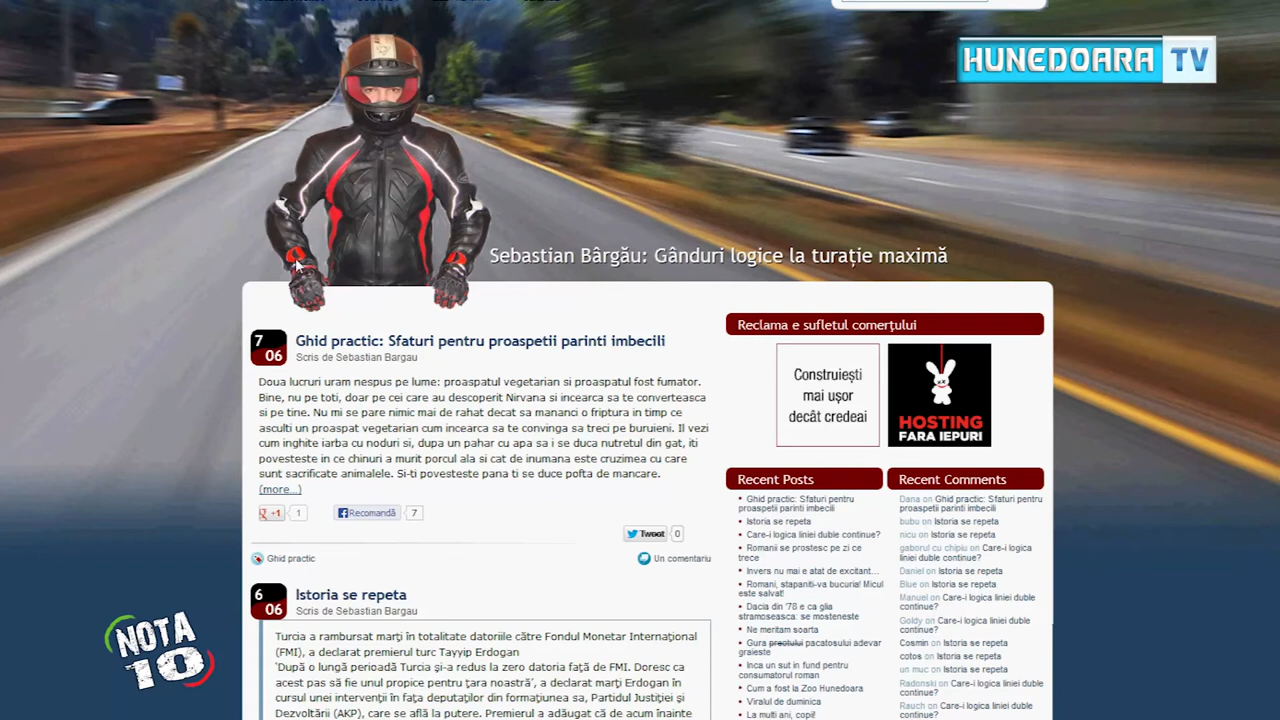 HUNEDOARA TV
Sebastian Bârgău: Gânduri logice la turație maximă
7
06
Ghid practic: Sfaturi pentru proaspetii parinti imbecili
Scris de Sebastian Bargau
Doua lucruri uram nespus pe lume: proaspatul vegetarian si proaspatul fost fumator.
Bine, nu pe toti, doar pe cei care au descoperit Nirvana si incearca sa te converteasca
si pe tine. Nu mi se pare nimic mai de rahat decat sa mananci o friptura in timp ce
asculti un proaspat vegetarian cum incearca sa te convinga sa treci pe buruieni. Il vezi
cum inghite iarba cu noduri si, dupa un pahar cu apa sa i se duca nutretul din gat, iti
povesteste in ce chinuri a murit porcul ala si cat de inumana este cruzimea cu care
sunt sacrificate animalele. Si-ti povesteste pana ti se duce pofta de mancare.
(more...)
+1 1
Recomandă 7
Tweet 0
Ghid practic
Un comentariu
6
06
Istoria se repeta
Scris de Sebastian Bargau
Turcia a rambursat marţi în totalitate datoriile către Fondul Monetar Internaţional
(FMI), a declarat premierul turc Tayyip Erdogan
'După o lungă perioadă Turcia şi-a redus la zero datoria faţă de FMI. Doresc ca
acest pas să fie unul propice pentru ţara noastră', a declarat marţi Erdogan în
cursul unei intervenţii în faţa deputaţilor din formaţiunea sa, Partidul Justiţiei şi
Dezvoltării (AKP), care se află la putere. Premierul a adăugat că de acum înainte
Reclama e sufletul comerţului
Construiești
mai ușor
decât credeai
HOSTING
FARA IEPURI
Recent Posts
Ghid practic: Sfaturi pentru
proaspetii parinti imbecili
Istoria se repeta
Care-i logica liniei duble continue?
Romanii se prostesc pe zi ce
trece
Invers nu mai e atat de excitant...
Romani, stapaniti-va bucuria! Micul
este salvat!
Dacia din '78 e ca glia
stramoseasca: se mosteneste
Ne meritam soarta
Gura preotului pacatosului adevar
graieste
Inca un sut in fund pentru
consumatorul roman
Cum a fost la Zoo Hunedoara
Viralul de duminica
La multi ani, copii!
Recent Comments
Dana on Ghid practic: Sfaturi pentru
proaspetii parinti imbecili
bubu on Istoria se repeta
nicu on Istoria se repeta
gaborul cu chipiu on Care-i logica
liniei duble continue?
Daniel on Istoria se repeta
Blue on Istoria se repeta
Manuel on Care-i logica liniei duble
continue?
Goldy on Care-i logica liniei duble
continue?
Cosmin on Istoria se repeta
cotos on Istoria se repeta
un muc on Istoria se repeta
Radonski on Care-i logica liniei duble
continue?
Rauch on Care-i logica liniei duble
continue?
NOTA
10